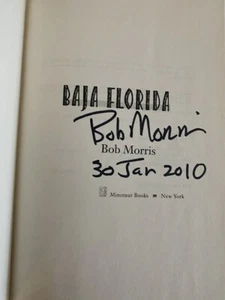 BAJA FLORIDA
Bob Morris
Bob Morris
30 Jan 2010
Minotaur Books New York